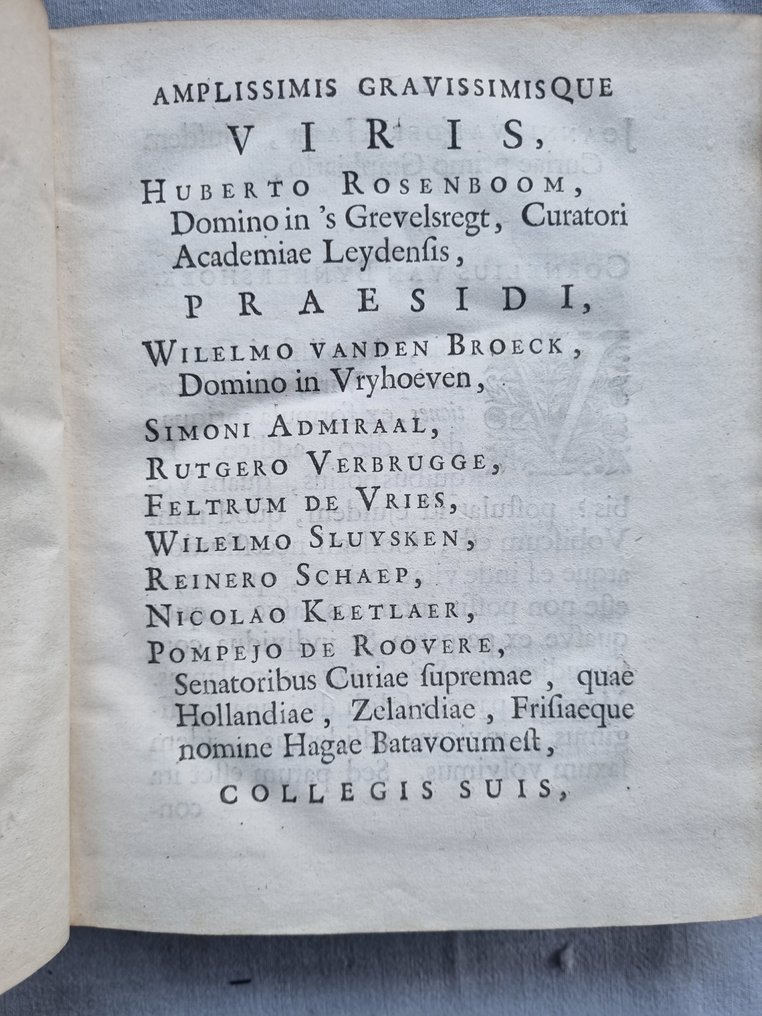 AMPLISSIMIS GRAVISSIMISQUE
VIRIS,
HUBERTO ROSENBOOM,
Domino in 's Grevelsregt, Curatori
Academiae Leydenſis,
PRAESIDI,
WILELMO VANDEN BROECK,
Domino in Vryhoeven,
SIMONI ADMIRAAL,
RUTGERO VERBRUGGE,
FELTRUM DE VRIES,
WILELMO SLUYSKEN,
REINERO SCHAEP,
NICOLAO KEETLAER,
POMPEJO DE ROOVERE,
Senatoribus Curiae ſupremae, quae
Hollandiae, Zelandiae, Friſiaeque
nomine Hagae Batavorum eſt,
COLLEGIS SUIS,